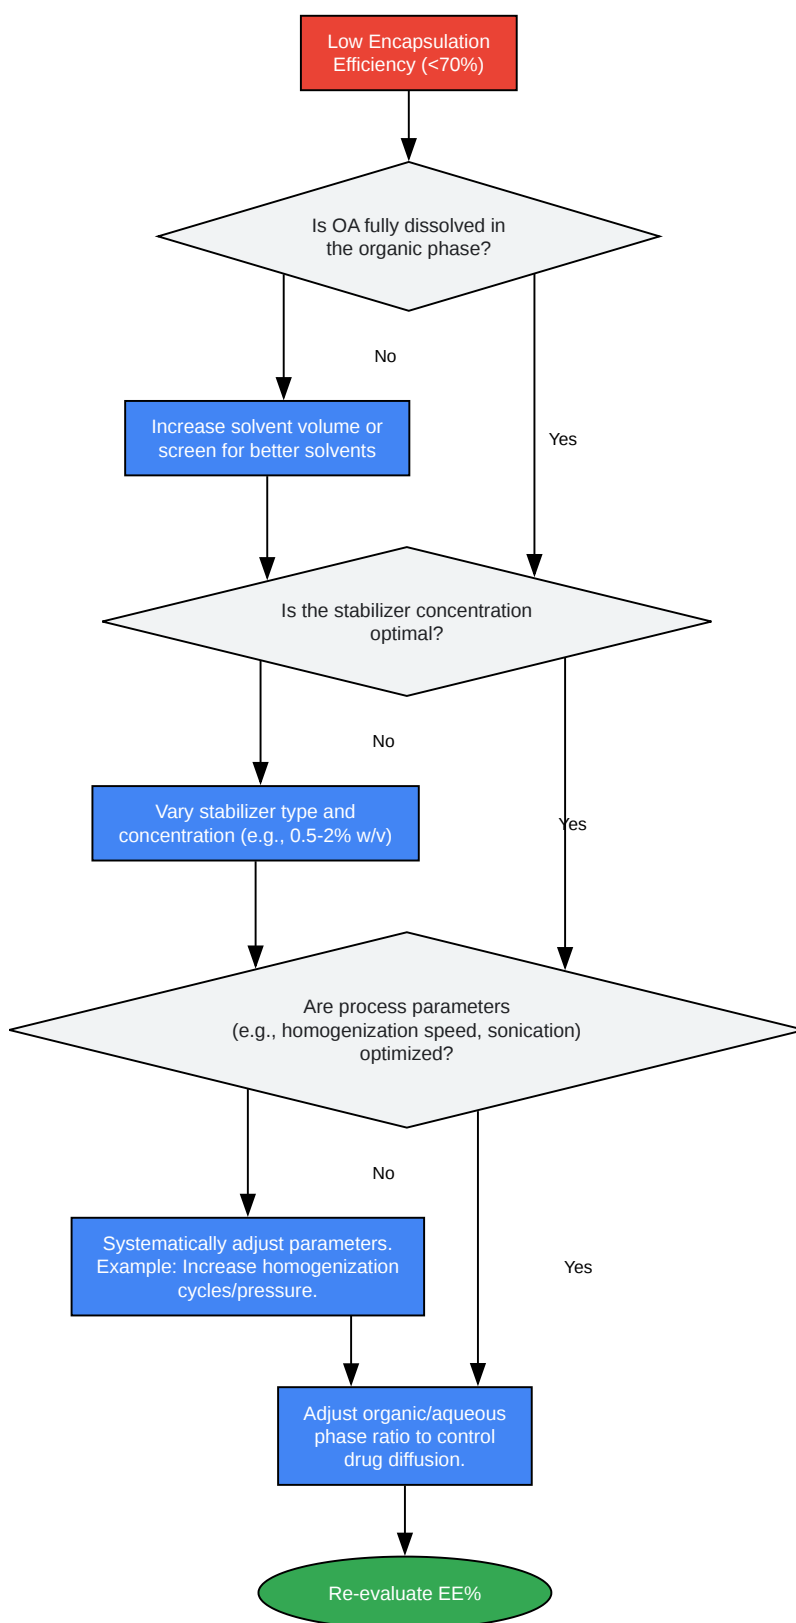 Low Encapsulation
Efficiency (<70%)
Is OA fully dissolved in
the organic phase?
No
Increase solvent volume or
screen for better solvents
Yes
Is the stabilizer concentration
optimal?
No
Vary stabilizer type and
concentration (e.g., 0.5-2% w/v)
Yes
Are process parameters
(e.g., homogenization speed, sonication)
optimized?
No
Systematically adjust parameters.
Example: Increase homogenization
cycles/pressure.
Yes
Adjust organic/aqueous
phase ratio to control
drug diffusion.
Re-evaluate EE%